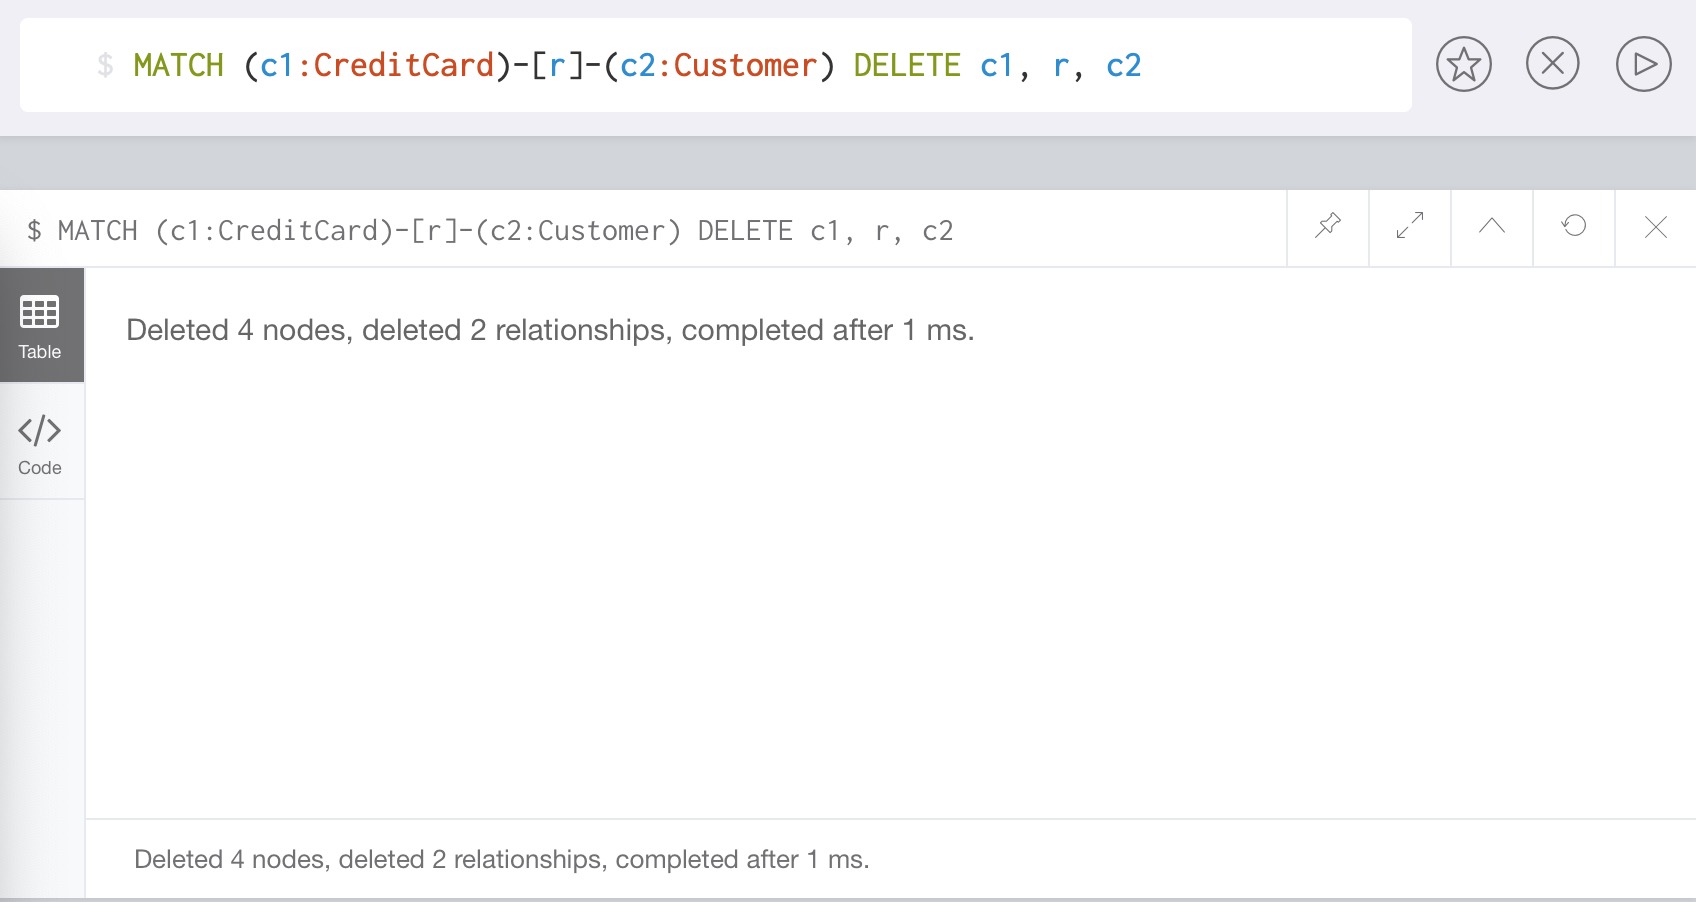 $ MATCH (c1:CreditCard)-[r]-(c2:Customer) DELETE c1, r, c2
$ MATCH (c1:CreditCard)-[r]-(c2:Customer) DELETE c1, r, c2
Table
Deleted 4 nodes, deleted 2 relationships, completed after 1 ms.
Code
Deleted 4 nodes, deleted 2 relationships, completed after 1 ms.